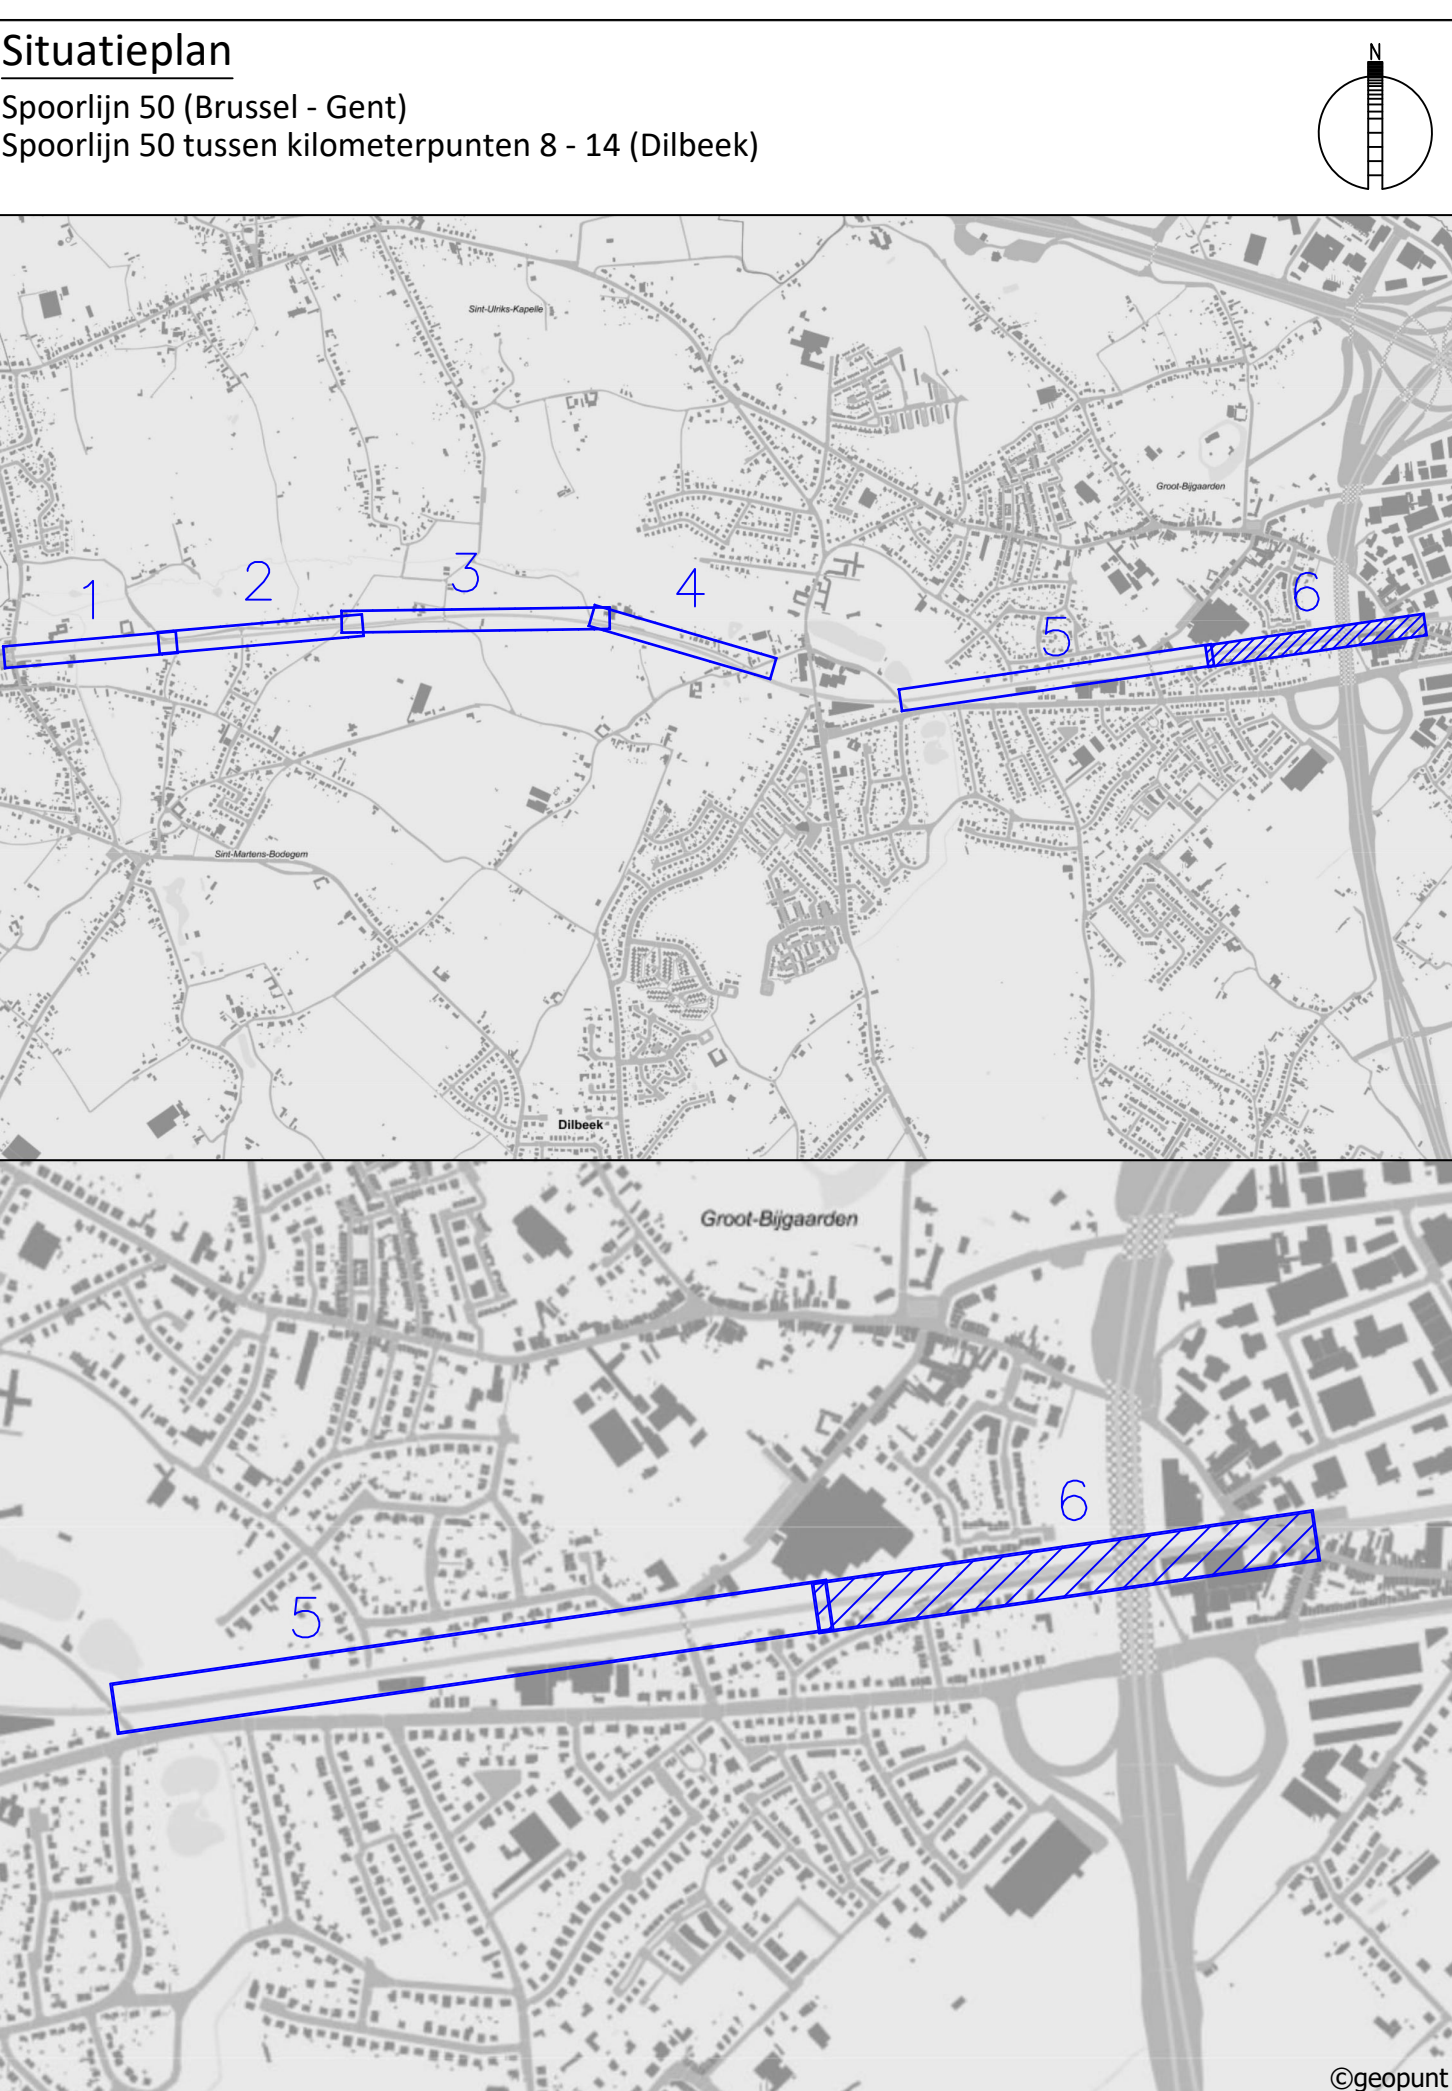 Situatieplan
N
Spoorlijn 50 (Brussel - Gent)
Spoorlijn 50 tussen kilometerpunten 8 - 14 (Dilbeek)
Sint-Ulriks-Kapelle
Groot-Bijgaarden
1
2
3
4
5
6
Sint-Martens-Bodegem
Dilbeek
Groot-Bijgaarden
6
5
©geopunt